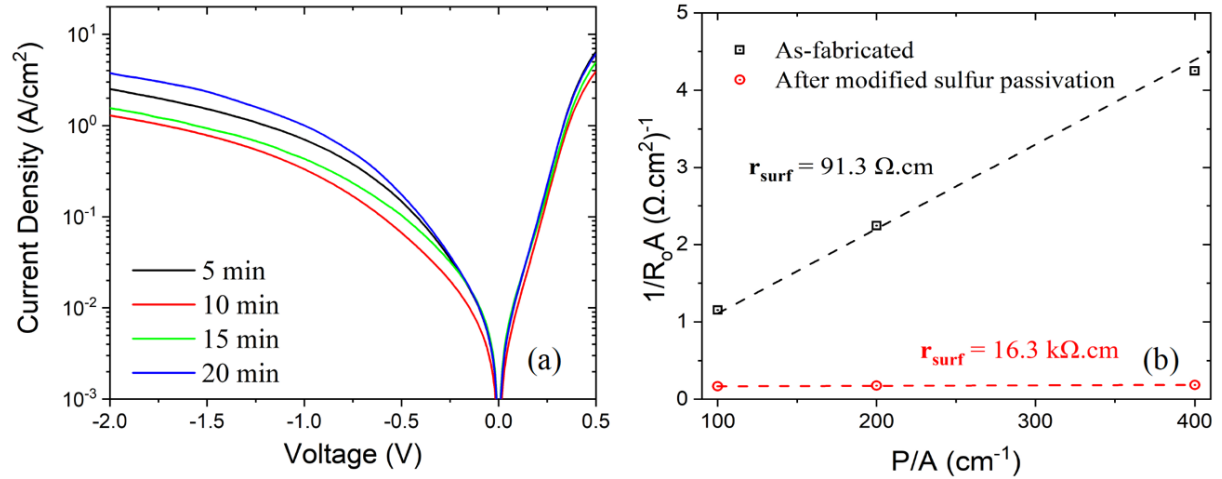 Current Density (A/cm²)
10¹
10⁰
10⁻¹
10⁻²
10⁻³
5 min
10 min
15 min
20 min
(a)
-2.0 -1.5 -1.0 -0.5 0.0 0.5
Voltage (V)
1/RₒA (Ω.cm²)⁻¹
5
4
3
2
1
0
As-fabricated
After modified sulfur passivation
r_surf = 91.3 Ω.cm
r_surf = 16.3 kΩ.cm
(b)
100 200 300 400
P/A (cm⁻¹)